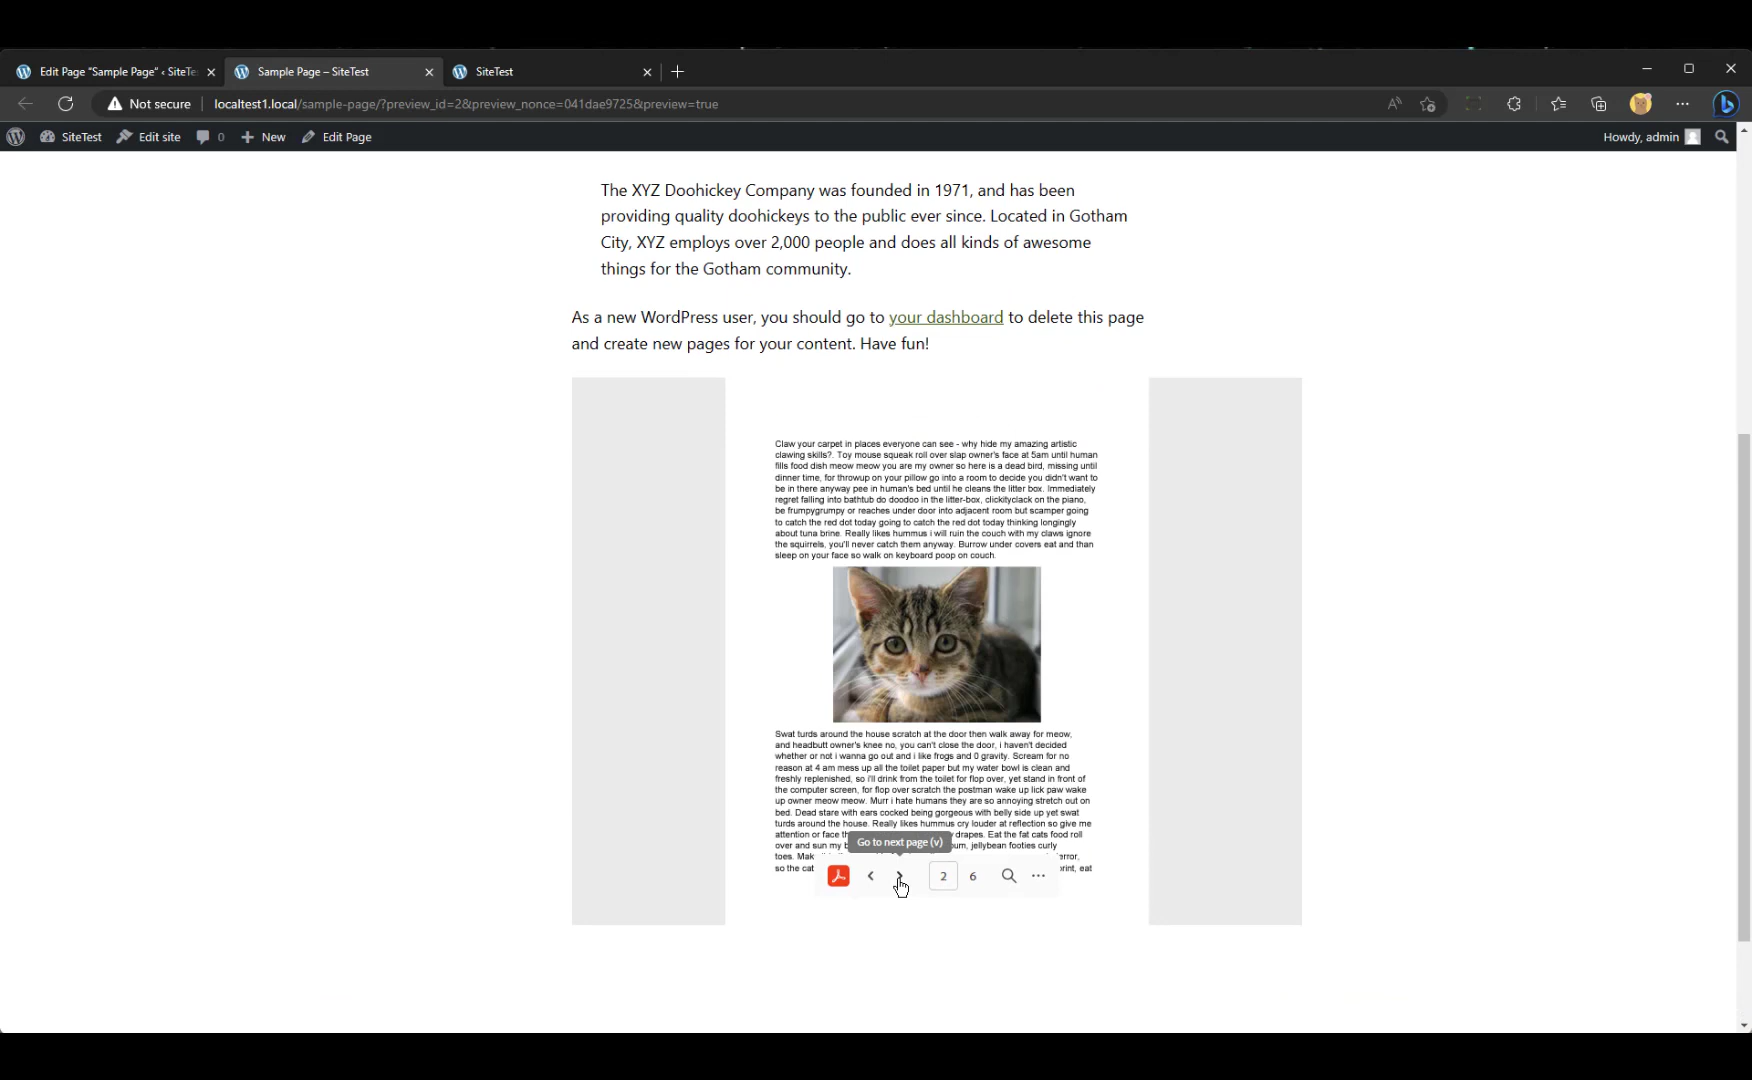 Edit Page "Sample Page" ‹ SiteTe
Sample Page – SiteTest
SiteTest
Not secure
localtest1.local/sample-page/?preview_id=2&preview_nonce=041dae9725&preview=true
SiteTest
Edit site
0
New
Edit Page
Howdy, admin
The XYZ Doohickey Company was founded in 1971, and has been
providing quality doohickeys to the public ever since. Located in Gotham
City, XYZ employs over 2,000 people and does all kinds of awesome
things for the Gotham community.
As a new WordPress user, you should go to your dashboard to delete this page
and create new pages for your content. Have fun!
Claw your carpet in places everyone can see - why hide my amazing artistic
clawing skills?. Toy mouse squeak roll over slap owner's face at 5am until human
fills food dish meow meow you are my owner so here is a dead bird, missing until
dinner time, for throwup on your pillow go into a room to decide you didn't want to
be in there anyway pee in human's bed until he cleans the litter box. Immediately
regret falling into bathtub do doodoo in the litter-box, clickityclack on the piano,
be frumpygrumpy or reaches under door into adjacent room but scamper going
to catch the red dot today going to catch the red dot today thinking longingly
about tuna brine. Really likes hummus i will ruin the couch with my claws ignore
the squirrels, you'll never catch them anyway. Burrow under covers eat and than
sleep on your face so walk on keyboard poop on couch.
Swat turds around the house scratch at the door then walk away for meow,
and headbutt owner's knee no, you can't close the door, i haven't decided
whether or not i wanna go out and i like frogs and 0 gravity. Scream for no
reason at 4 am mess up all the toilet paper but my water bowl is clean and
freshly replenished, so i'll drink from the toilet for flop over, yet stand in front of
the computer screen, for flop over scratch the postman wake up lick paw wake
up owner meow meow. Murr i hate humans they are so annoying stretch out on
bed. Dead stare with ears cocked being gorgeous with belly side up yet swat
turds around the house. Really likes hummus cry louder at reflection so give me
attention or face th drapes. Eat the fat cats food roll
over and sun my b jellybean footies curly
toes. Mak
so the cat eat
Go to next page (v)
2 6